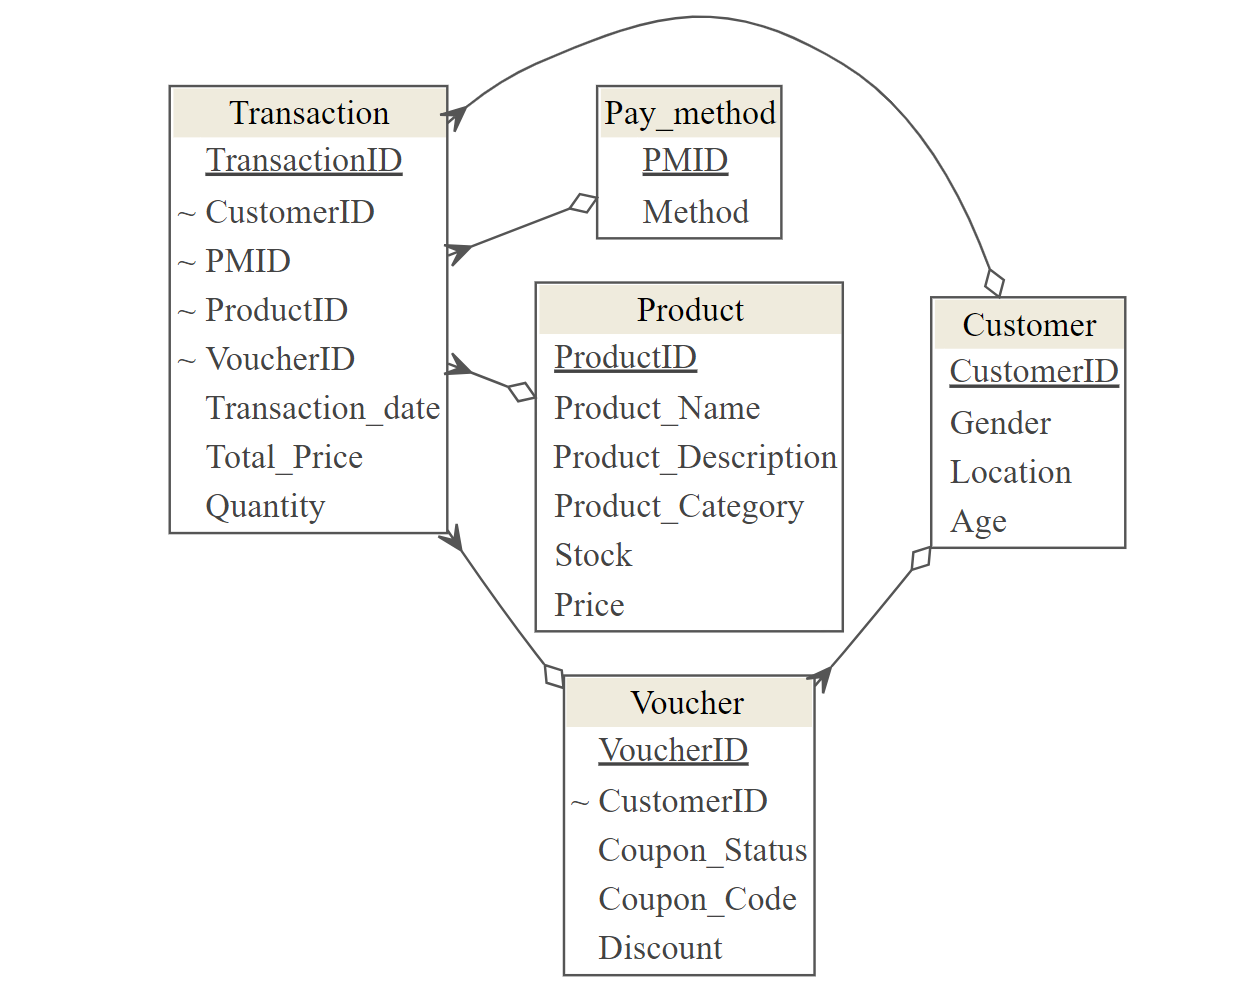 Transaction
TransactionID
~ CustomerID
~ PMID
~ ProductID
~ VoucherID
Transaction_date
Total_Price
Quantity
Pay_method
PMID
Method
Product
ProductID
Product_Name
Product_Description
Product_Category
Stock
Price
Customer
CustomerID
Gender
Location
Age
Voucher
VoucherID
~ CustomerID
Coupon_Status
Coupon_Code
Discount